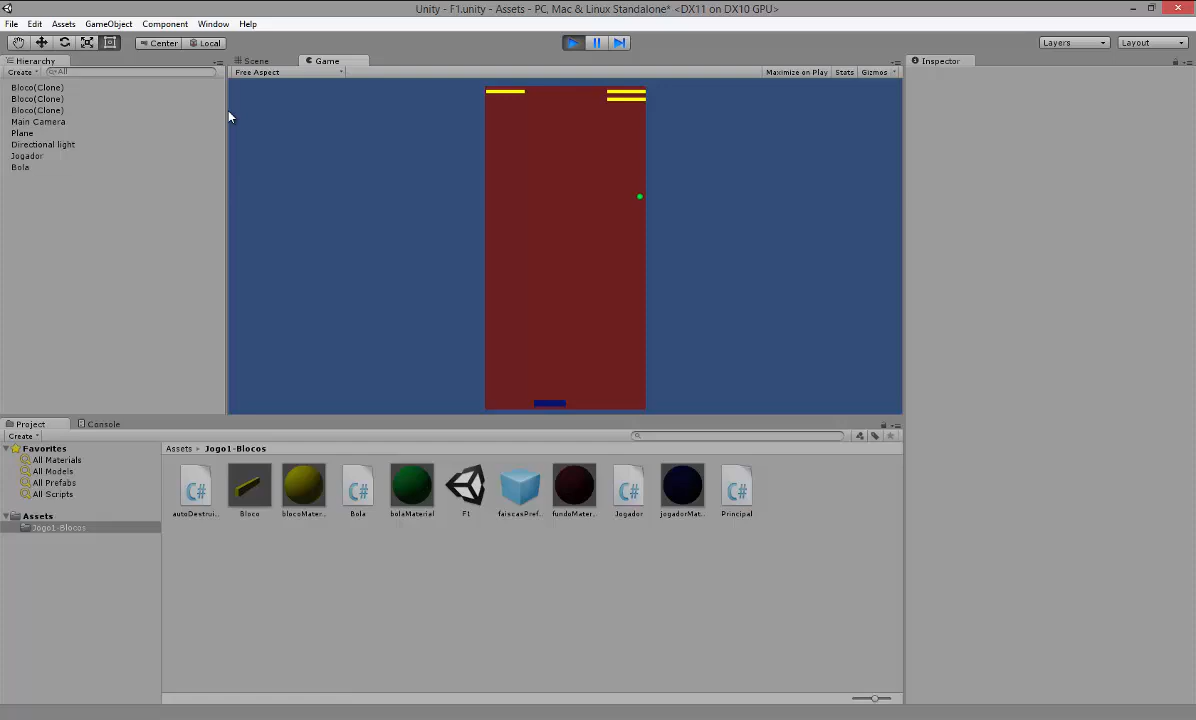 Unity - F1.unity - Assets - PC, Mac & Linux Standalone* <DX11 on DX10 GPU>
File Edit Assets GameObject Component Window Help
Center Local Layers Layout
Hierarchy Scene Game Inspector
Create All Free Aspect Maximize on Play Stats Gizmos
Bloco(Clone)
Bloco(Clone)
Bloco(Clone)
Main Camera
Plane
Directional light
Jogador
Bola
Project Console
Create
Favorites Assets Jogo1-Blocos
All Materials
All Models
All Prefabs
All Scripts
Assets
Jogo1-Blocos
C# C# C# C#
autoDestrui... Bloco blocoMater... Bola bolaMaterial F1 faiscasPref... fundoMater... Jogador jogadorMat... Principal